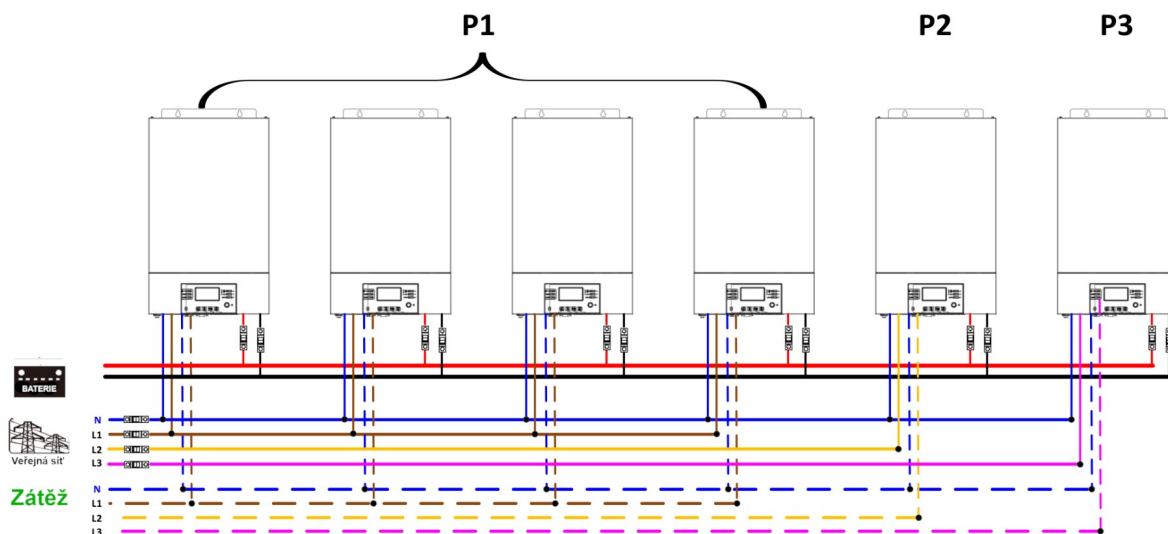 P1
P2
P3
BATERIE
N
L1
L2
L3
Veřejná síť
Zátěž
N
L1
L2
L3